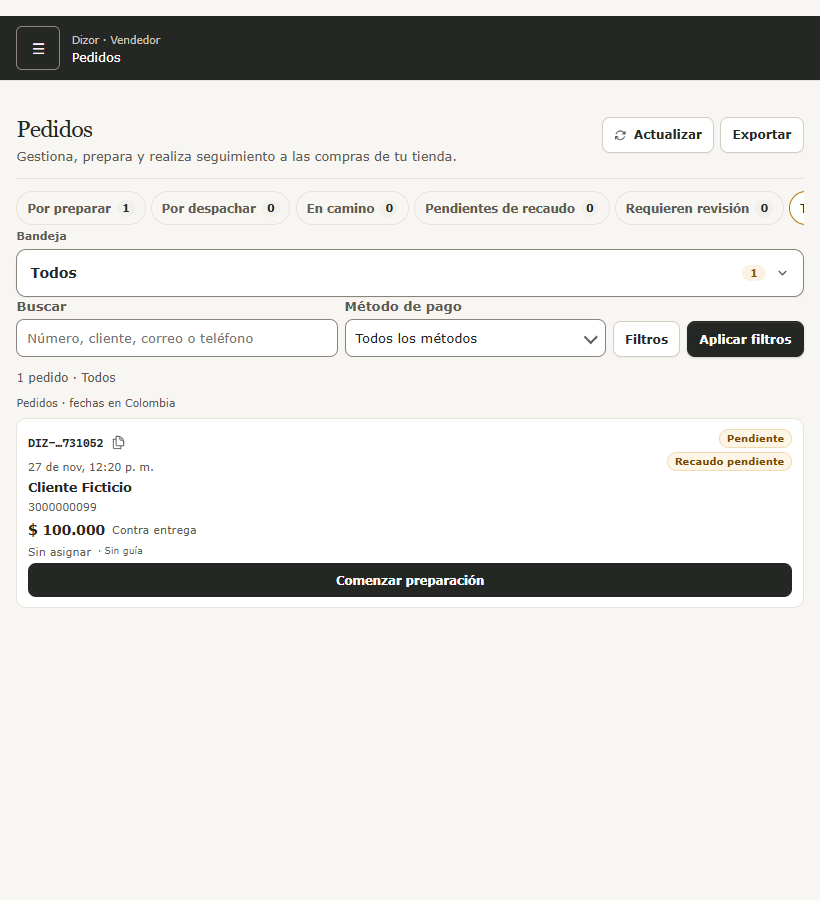 ☰
Dizor · Vendedor
Pedidos
Pedidos
Gestiona, prepara y realiza seguimiento a las compras de tu tienda.
Actualizar
Exportar
Por preparar 1
Por despachar 0
En camino 0
Pendientes de recaudo 0
Requieren revisión 0
Bandeja
Todos 1
Buscar
Número, cliente, correo o teléfono
Método de pago
Todos los métodos
Filtros
Aplicar filtros
1 pedido · Todos
Pedidos · fechas en Colombia
DIZ-…731052
Pendiente
Recaudo pendiente
27 de nov, 12:20 p. m.
Cliente Ficticio
3000000099
$ 100.000 Contra entrega
Sin asignar · Sin guía
Comenzar preparación